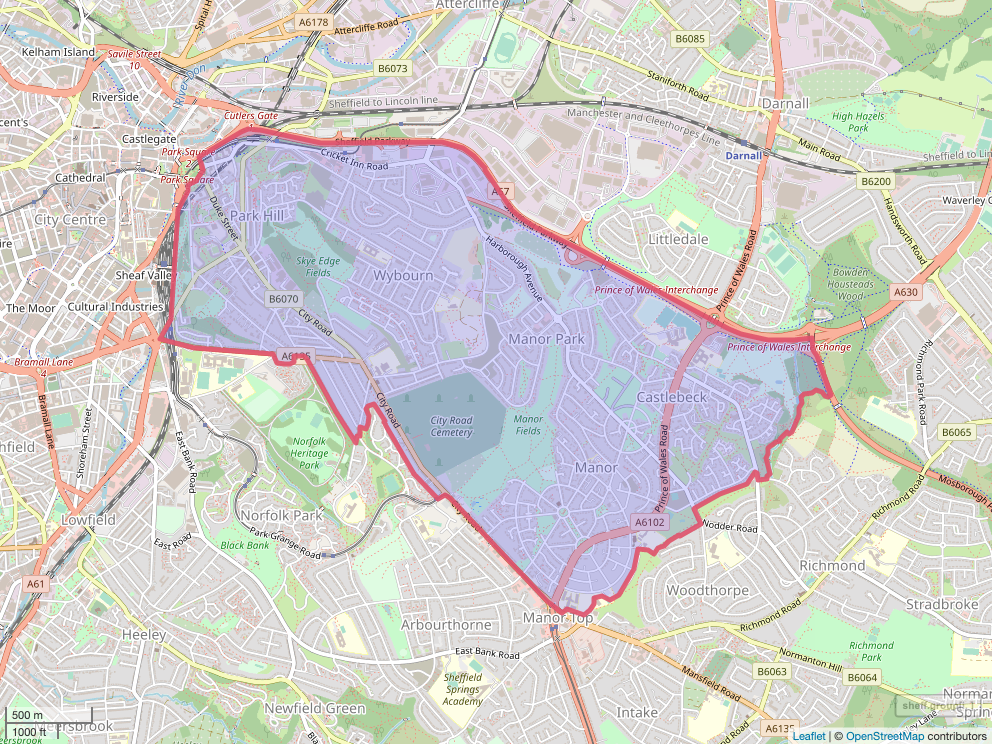 Attercliffe
A6178
Attercliffe Road
Spital H
Kelham Island
Savile Street
10
B6085
B6073
Staniforth Road
Riverside
Sheffield to Lincoln line
Darnall
Cutlers Gate
Manchester and Cleethorpes Line
High Hazels
Park
cent's
Castlegate
Main Road
Park Square
Cricket Inn Road
Darnall
Sheffield to Lin
Cathedral
Park Square
B6200
A57
Waverley C
City Centre
Duke Street
Park Hill
Handsworth Road
Harborough Avenue
Littledale
Prince of Wales Road
Sheaf Valley
Skye Edge
Fields
Wybourn
Bowden
Housteads
Wood
The Moor
Cultural Industries
B6070
Prince of Wales Interchange
A630
City Road
Manor Park
Prince of Wales Interchange
Bramall Lane
4
A6135
Richmond Park Road
Bramall Lane
Shoreham Street
City Road
Castlebeck
City Road
Cemetery
Manor
Fields
Prince of Wales Road
B6065
East Bank Road
Norfolk
Heritage
Park
Manor
Mosborough P
Richmond Road
Lowfield
Norfolk Park
City Road
A6102
Nodder Road
East Road
Black Bank
Park Grange Road
Richmond
A61
Woodthorpe
Stradbroke
Richmond Road
Manor Top
Heeley
Arbourthorne
East Bank Road
Normanton Hill
Richmond
Park
Mansfield Road
B6063
B6064
Sheffield
Springs
Academy
Norman
Spring
500 m
1000 ft
Newfield Green
Intake
A6135
Leaflet | © OpenStreetMap contributors